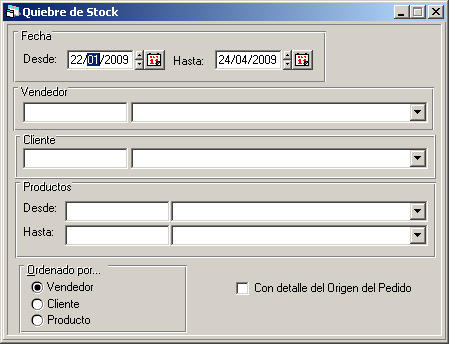 Quiebre de Stock
Fecha
Desde: 22/01/2009 Hasta: 24/04/2009
Vendedor
Cliente
Productos
Desde:
Hasta:
Ordenado por...
Vendedor
Cliente
Producto
Con detalle del Origen del Pedido